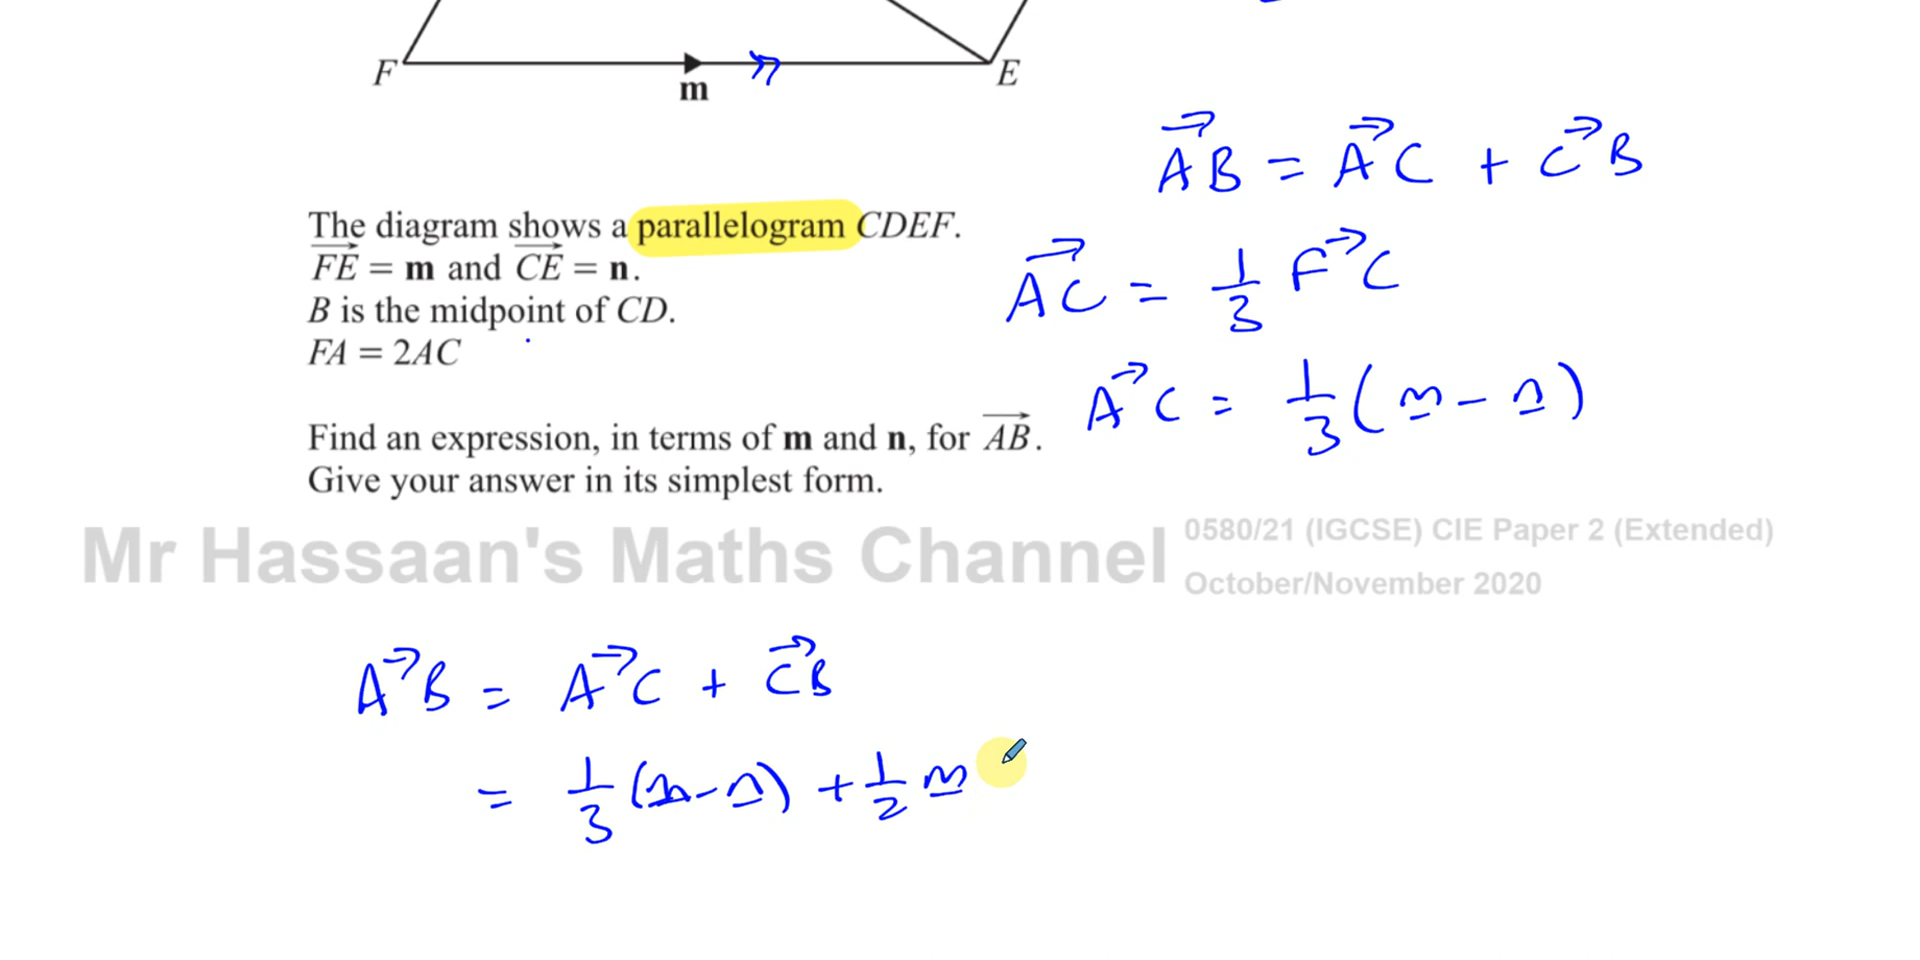 F
E
m
AB = AC + CB
The diagram shows a parallelogram CDEF.
FE = m and CE = n.
B is the midpoint of CD.
FA = 2AC
AC = 1/3 FC
AC = 1/3 (m - n)
Find an expression, in terms of m and n, for AB.
Give your answer in its simplest form.
Mr Hassaan's Maths Channel
0580/21 (IGCSE) CIE Paper 2 (Extended)
October/November 2020
AB = AC + CB
= 1/3 (m - n) + 1/2 m